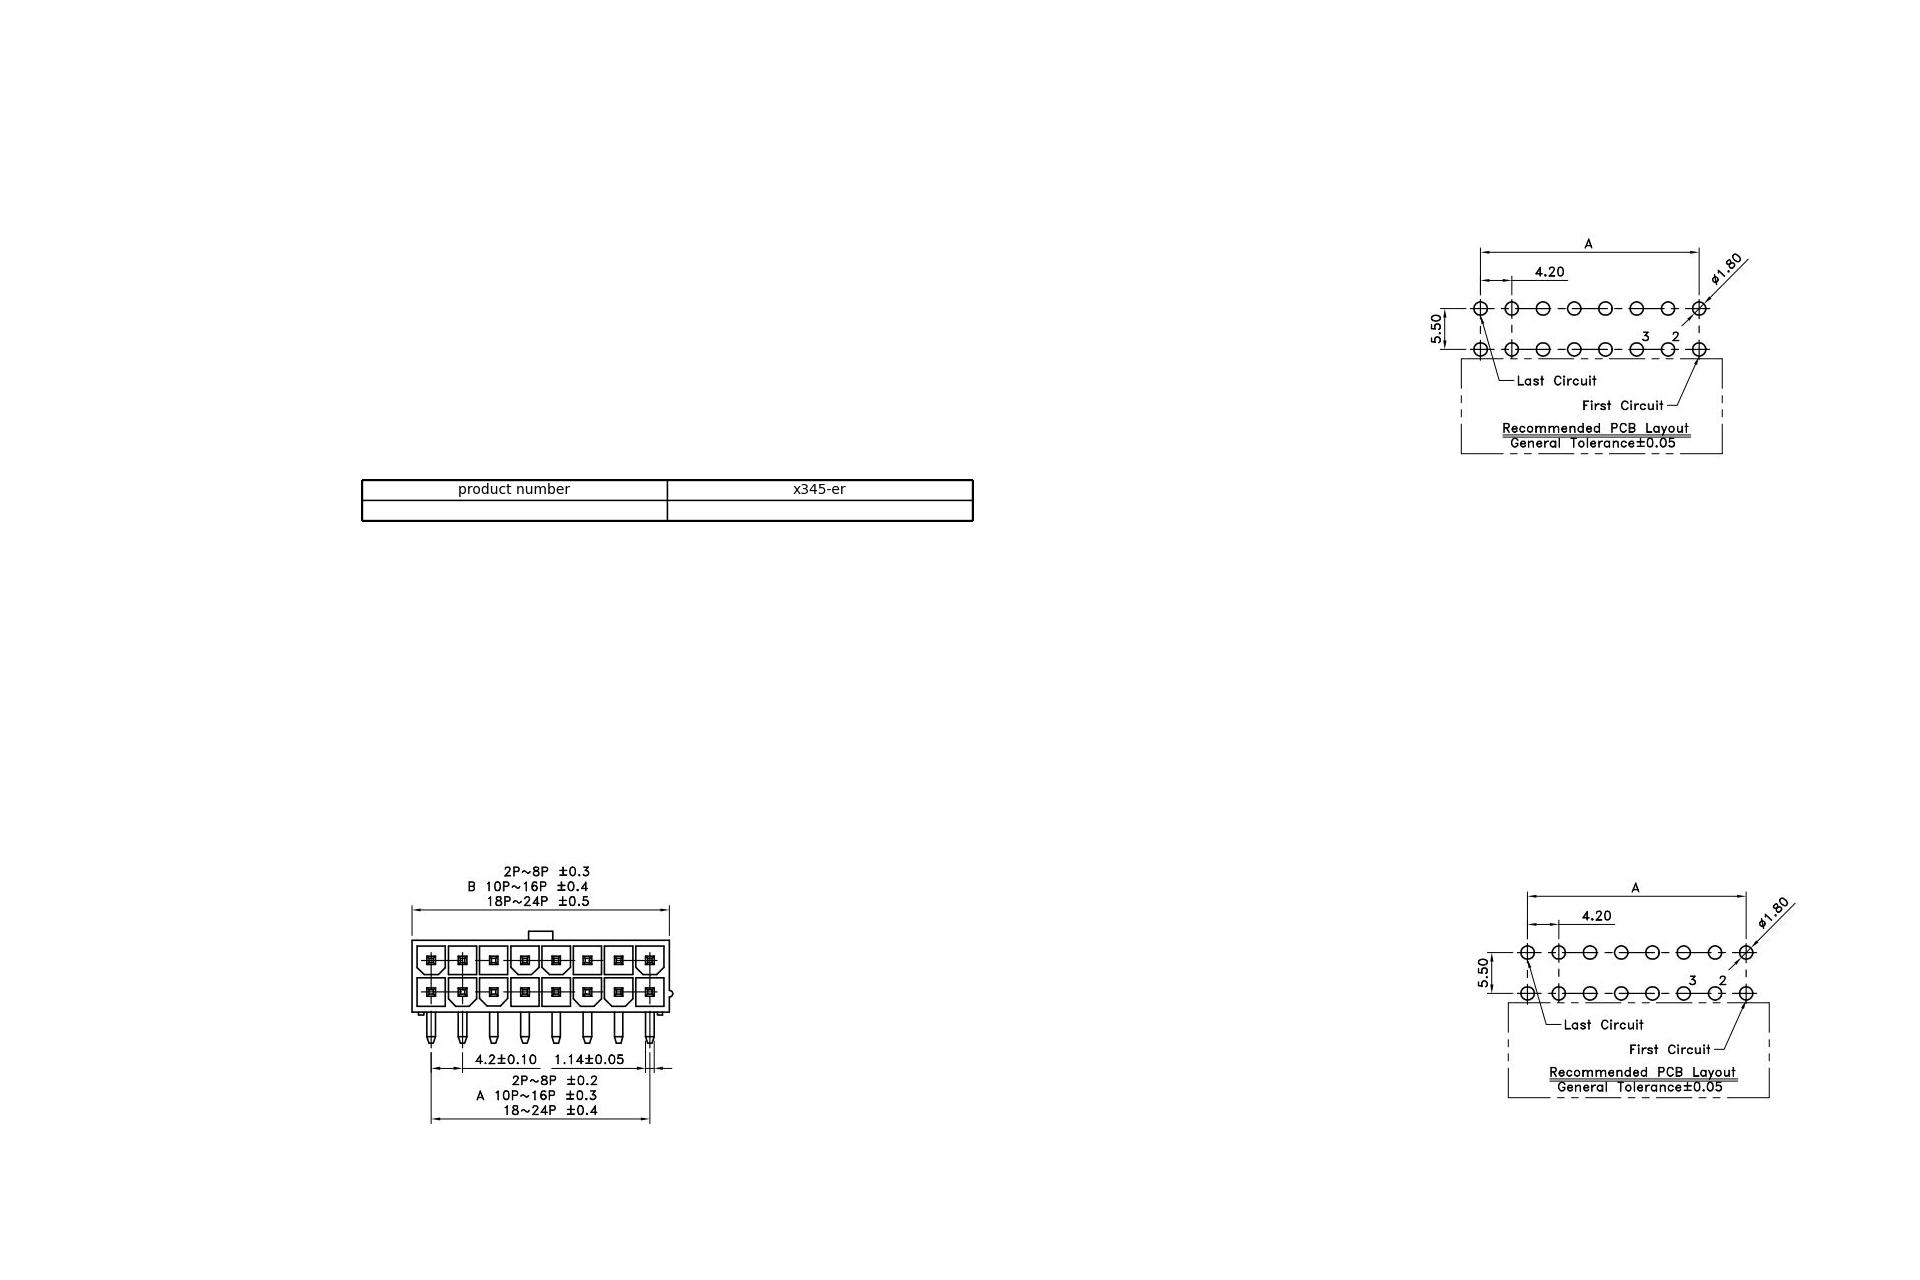 A
4.20
ø1.80
5.50
3 2
Last Circuit
First Circuit
Recommended PCB Layout
General Tolerance±0.05
product number x345-er
2P~8P ±0.3
B 10P~16P ±0.4
18P~24P ±0.5
4.2±0.10 1.14±0.05
2P~8P ±0.2
A 10P~16P ±0.3
18~24P ±0.4
A
4.20
ø1.80
5.50
3 2
Last Circuit
First Circuit
Recommended PCB Layout
General Tolerance±0.05